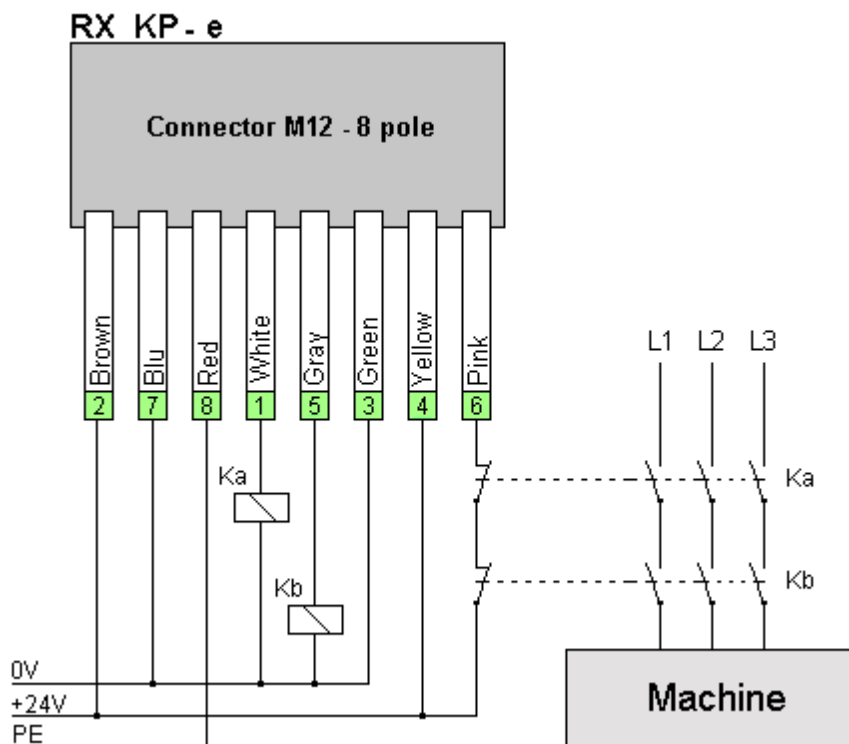 RX KP - e
Connector M12 - 8 pole
Brown
Blu
Red
White
Gray
Green
Yellow
Pink
2
7
8
1
5
3
4
6
L1 L2 L3
Ka
Ka
Kb
Kb
0V
+24V
PE
Machine